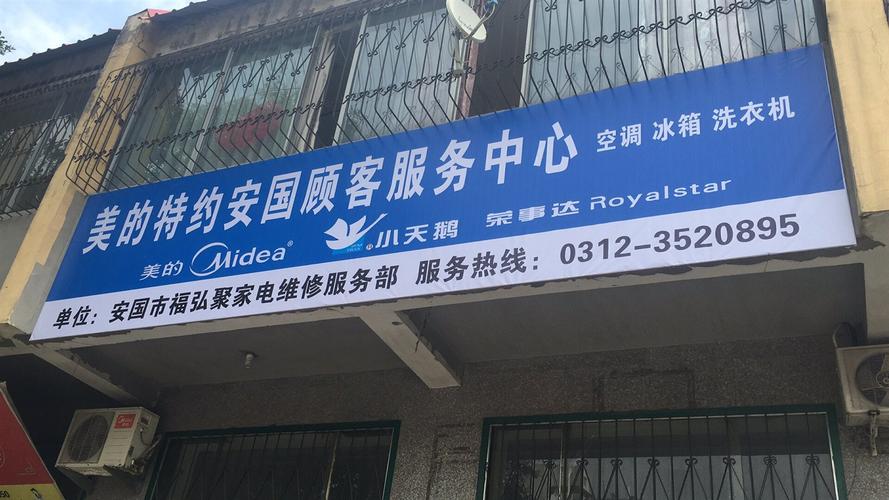 美的特约安国顾客服务中心 空调 冰箱 洗衣机
美的 Midea® 小天鹅 荣事达 Royalstar
单位：安国市福弘聚家电维修服务部 服务热线：0312-3520895